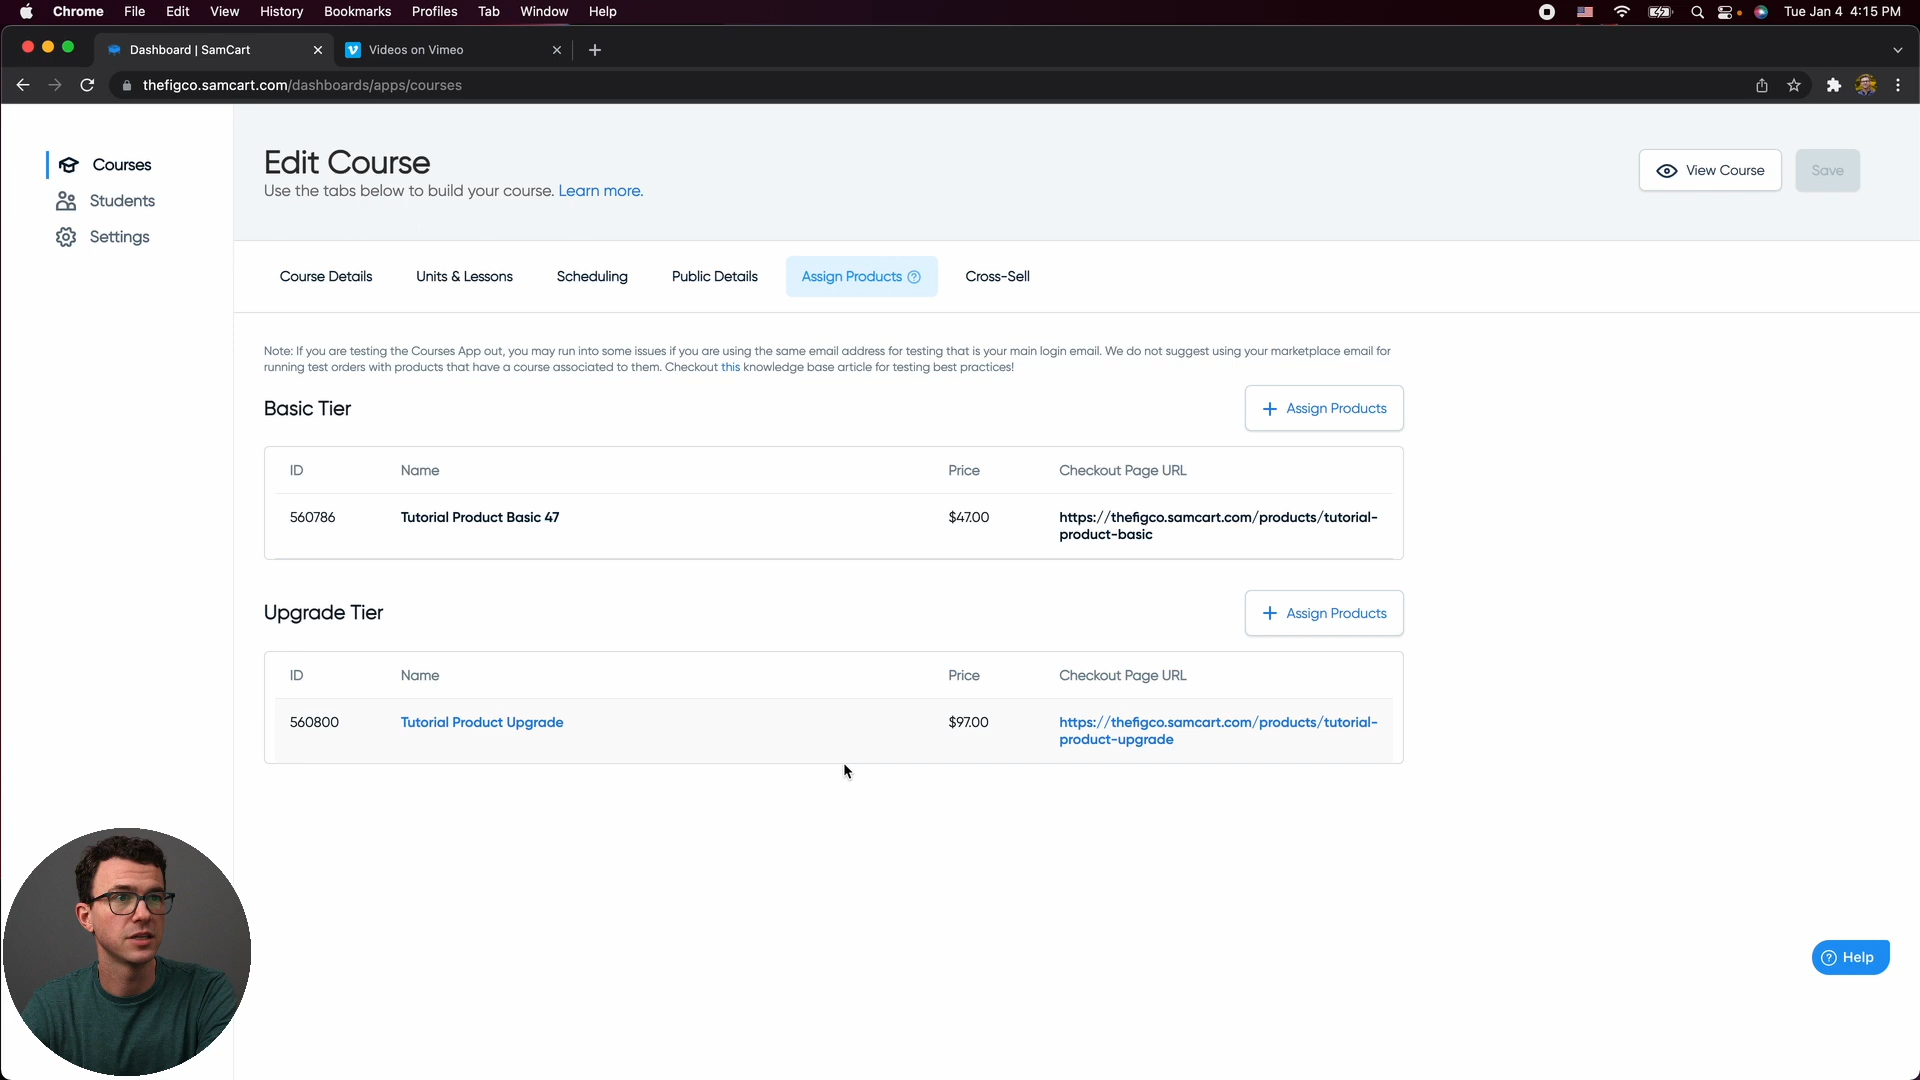 Chrome File Edit View History Bookmarks Profiles Tab Window Help Tue Jan 4 4:15 PM
Dashboard | SamCart Videos on Vimeo
thefigco.samcart.com/dashboards/apps/courses
Courses
Students
Settings
Edit Course
Use the tabs below to build your course. Learn more.
View Course
Save
Course Details Units & Lessons Scheduling Public Details Assign Products Cross-Sell
Note: If you are testing the Courses App out, you may run into some issues if you are using the same email address for testing that is your main login email. We do not suggest using your marketplace email for
running test orders with products that have a course associated to them. Checkout this knowledge base article for testing best practices!
Basic Tier
+ Assign Products
ID Name Price Checkout Page URL
560786 Tutorial Product Basic 47 $47.00 https://thefigco.samcart.com/products/tutorial-
product-basic
Upgrade Tier
+ Assign Products
ID Name Price Checkout Page URL
560800 Tutorial Product Upgrade $97.00 https://thefigco.samcart.com/products/tutorial-
product-upgrade
Help